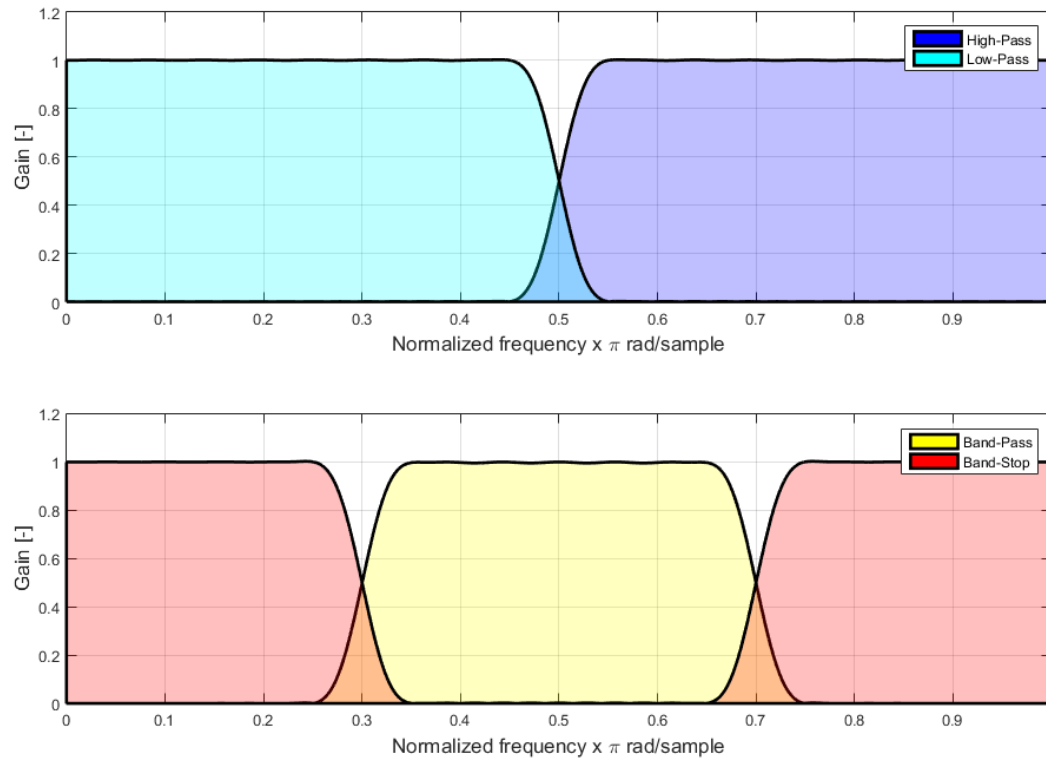 1.2
1
0.8
0.6
0.4
0.2
0
Gain [-]
High-Pass
Low-Pass
0 0.1 0.2 0.3 0.4 0.5 0.6 0.7 0.8 0.9
Normalized frequency x π rad/sample
1.2
1
0.8
0.6
0.4
0.2
0
Gain [-]
Band-Pass
Band-Stop
0 0.1 0.2 0.3 0.4 0.5 0.6 0.7 0.8 0.9
Normalized frequency x π rad/sample